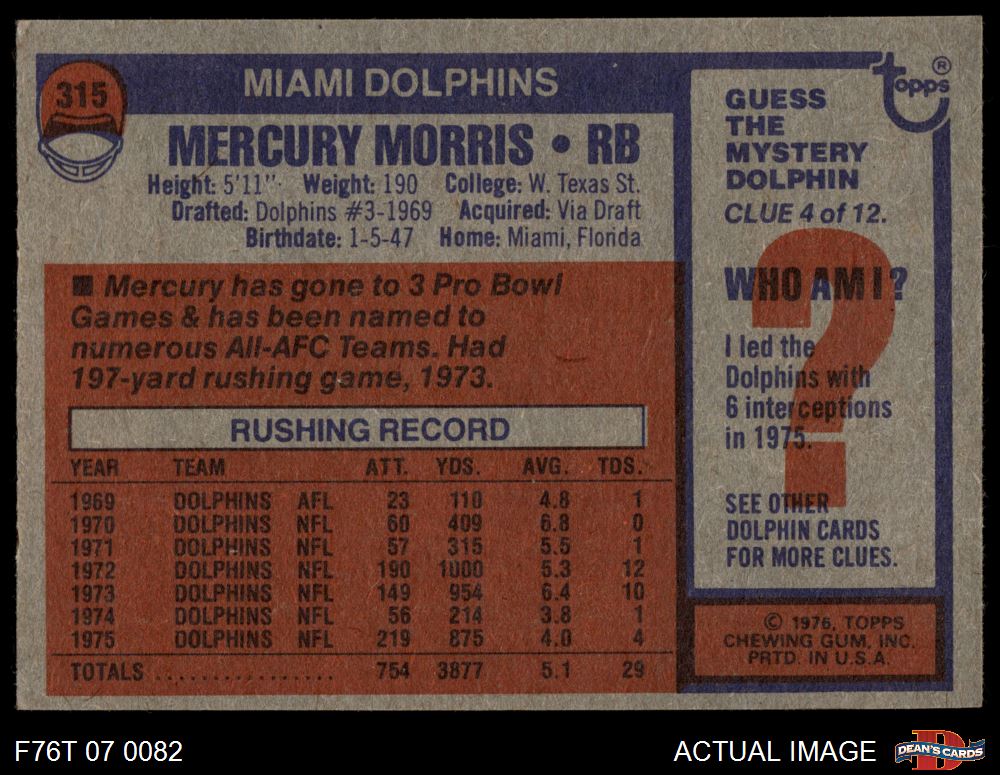 315
MIAMI DOLPHINS
MERCURY MORRIS • RB
Height: 5'11" Weight: 190 College: W. Texas St.
Drafted: Dolphins #3-1969 Acquired: Via Draft
Birthdate: 1-5-47 Home: Miami, Florida
■ Mercury has gone to 3 Pro Bowl
Games & has been named to
numerous All-AFC Teams. Had
197-yard rushing game, 1973.
RUSHING RECORD
YEAR TEAM ATT. YDS. AVG. TDS.
1969 DOLPHINS AFL 23 110 4.8 1
1970 DOLPHINS NFL 60 409 6.8 0
1971 DOLPHINS NFL 57 315 5.5 1
1972 DOLPHINS NFL 190 1000 5.3 12
1973 DOLPHINS NFL 149 954 6.4 10
1974 DOLPHINS NFL 56 214 3.8 1
1975 DOLPHINS NFL 219 875 4.0 4
TOTALS ................. 754 3877 5.1 29
topps ®
GUESS
THE
MYSTERY
DOLPHIN
CLUE 4 of 12.
?
WHO AM I?
I led the
Dolphins with
6 interceptions
in 1975.
SEE OTHER
DOLPHIN CARDS
FOR MORE CLUES.
© 1976, TOPPS
CHEWING GUM, INC.
PRTD. IN U.S.A.
F76T 07 0082
ACTUAL IMAGE
DEAN'S CARDS